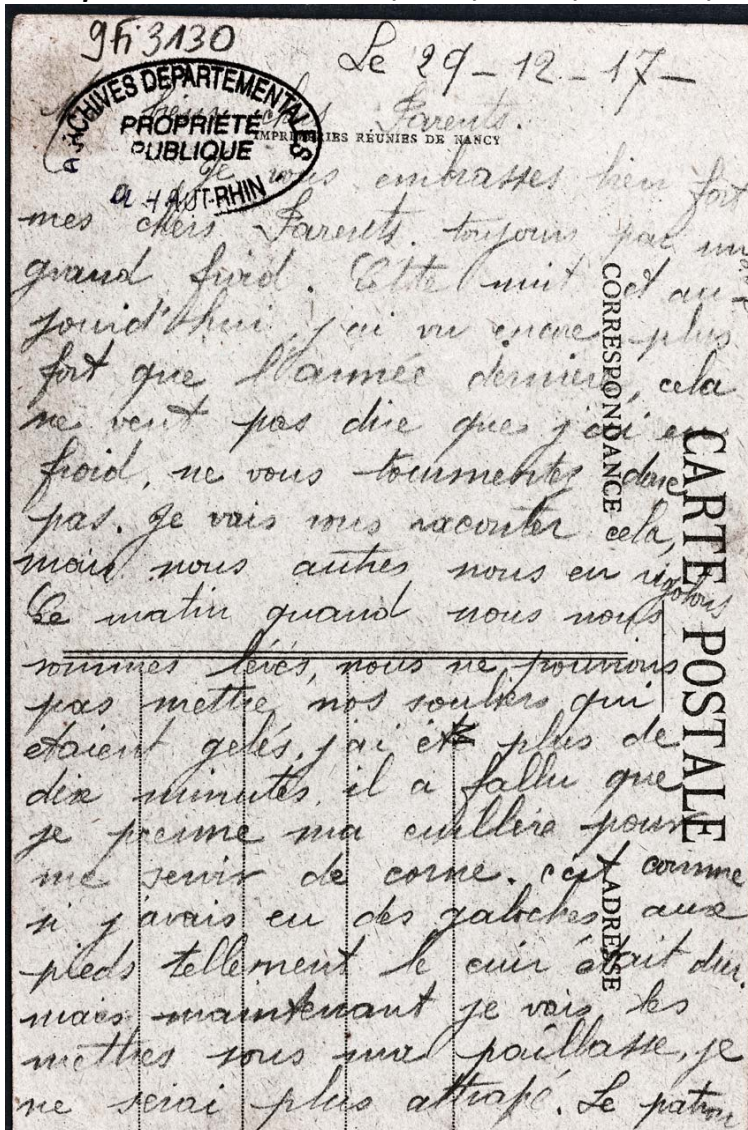 9 Fi 3130
Le 29-12-17-
ARCHIVES DEPARTEMENTALES
PROPRIÉTÉ
PUBLIQUE
HAUT-RHIN
IMPRIMERIES RÉUNIES DE NANCY
chers Parents.
Je vous embrasses bien fort
mes chers Parents. toujours par un
grand froid. Cette nuit et au-
jourd'hui, j'ai vu encore plus
fort que l'année dernière, cela
ne veut pas dire que j'ai eu
froid, ne vous tourmentez donc
pas. Je vais vous raconter cela,
mais nous autres nous en rigolons
Ce matin quand nous nous
sommes levés, nous ne pouvions
pas mettre nos souliers qui
étaient gelés, j'ai été plus de
dix minutes, il a fallu que
je prenne ma cuillère pour
me servir de corne. c'est comme
si j'avais eu des galoches aux
pieds tellement le cuir était dur.
mais maintenant je vais les
mettres sous ma paillasse, je
ne serai plus attrapé. Le patron
CORRESPONDANCE
CARTE POSTALE
ADRESSE